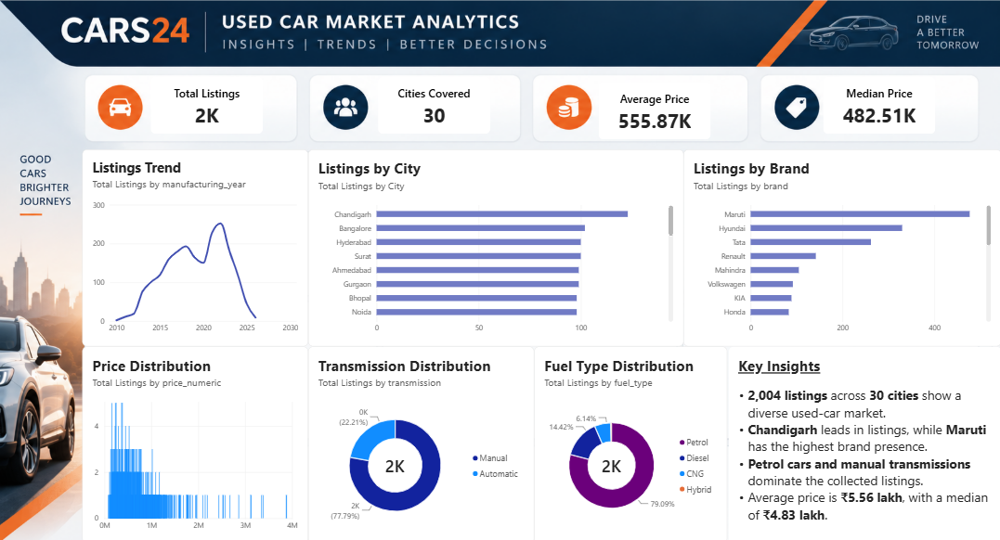 CARS24
USED CAR MARKET ANALYTICS
INSIGHTS | TRENDS | BETTER DECISIONS
DRIVE
A BETTER
TOMORROW
Total Listings
2K
Cities Covered
30
Average Price
555.87K
Median Price
482.51K
GOOD
CARS
BRIGHTER
JOURNEYS
Listings Trend
Total Listings by manufacturing_year
300
200
100
0
2010 2015 2020 2025 2030
Listings by City
Total Listings by City
Chandigarh
Bangalore
Hyderabad
Surat
Ahmedabad
Gurgaon
Bhopal
Noida
0 50 100
Listings by Brand
Total Listings by brand
Maruti
Hyundai
Tata
Renault
Mahindra
Volkswagen
KIA
Honda
0 200 400
Price Distribution
Total Listings by price_numeric
4
2
0
0M 1M 2M 3M 4M
Transmission Distribution
Total Listings by transmission
0K
(22.21%)
2K
2K
(77.79%)
Manual
Automatic
Fuel Type Distribution
Total Listings by fuel_type
6.14%
14.42%
2K
79.09%
Petrol
Diesel
CNG
Hybrid
Key Insights
• 2,004 listings across 30 cities show a
diverse used-car market.
• Chandigarh leads in listings, while Maruti
has the highest brand presence.
• Petrol cars and manual transmissions
dominate the collected listings.
• Average price is ₹5.56 lakh, with a median
of ₹4.83 lakh.